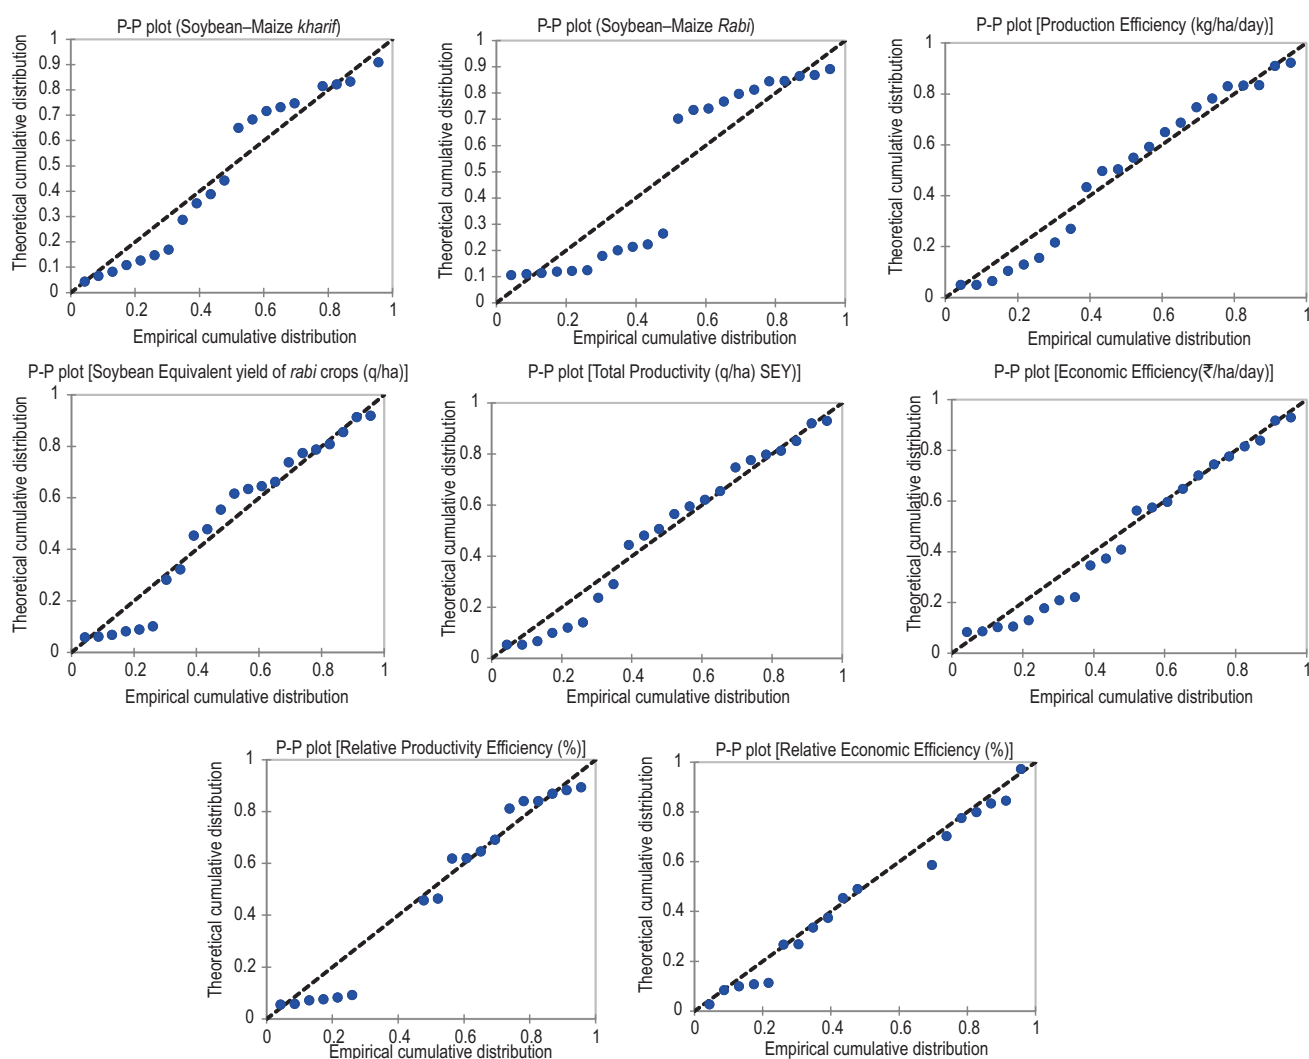 P-P plot (Soybean–Maize kharif)
Theoretical cumulative distribution
1
0.9
0.8
0.7
0.6
0.5
0.4
0.3
0.2
0.1
0
0 0.2 0.4 0.6 0.8 1
Empirical cumulative distribution
P-P plot (Soybean–Maize Rabi)
Theoretical cumulative distribution
1
0.9
0.8
0.7
0.6
0.5
0.4
0.3
0.2
0.1
0
0 0.2 0.4 0.6 0.8 1
Empirical cumulative distribution
P-P plot [Production Efficiency (kg/ha/day)]
Theoretical cumulative distribution
1
0.8
0.6
0.4
0.2
0
0 0.2 0.4 0.6 0.8 1
Empirical cumulative distribution
P-P plot [Soybean Equivalent yield of rabi crops (q/ha)]
Theoretical cumulative distribution
1
0.8
0.6
0.4
0.2
0
0 0.2 0.4 0.6 0.8 1
Empirical cumulative distribution
P-P plot [Total Productivity (q/ha) SEY)]
Theoretical cumulative distribution
1
0.8
0.6
0.4
0.2
0
0 0.2 0.4 0.6 0.8 1
Empirical cumulative distribution
P-P plot [Economic Efficiency(₹/ha/day)]
Theoretical cumulative distribution
1
0.8
0.6
0.4
0.2
0
0 0.2 0.4 0.6 0.8 1
Empirical cumulative distribution
P-P plot [Relative Productivity Efficiency (%)]
Theoretical cumulative distribution
1
0.8
0.6
0.4
0.2
0
0 0.2 0.4 0.6 0.8 1
Empirical cumulative distribution
P-P plot [Relative Economic Efficiency (%)]
Theoretical cumulative distribution
1
0.8
0.6
0.4
0.2
0
0 0.2 0.4 0.6 0.8 1
Empirical cumulative distribution